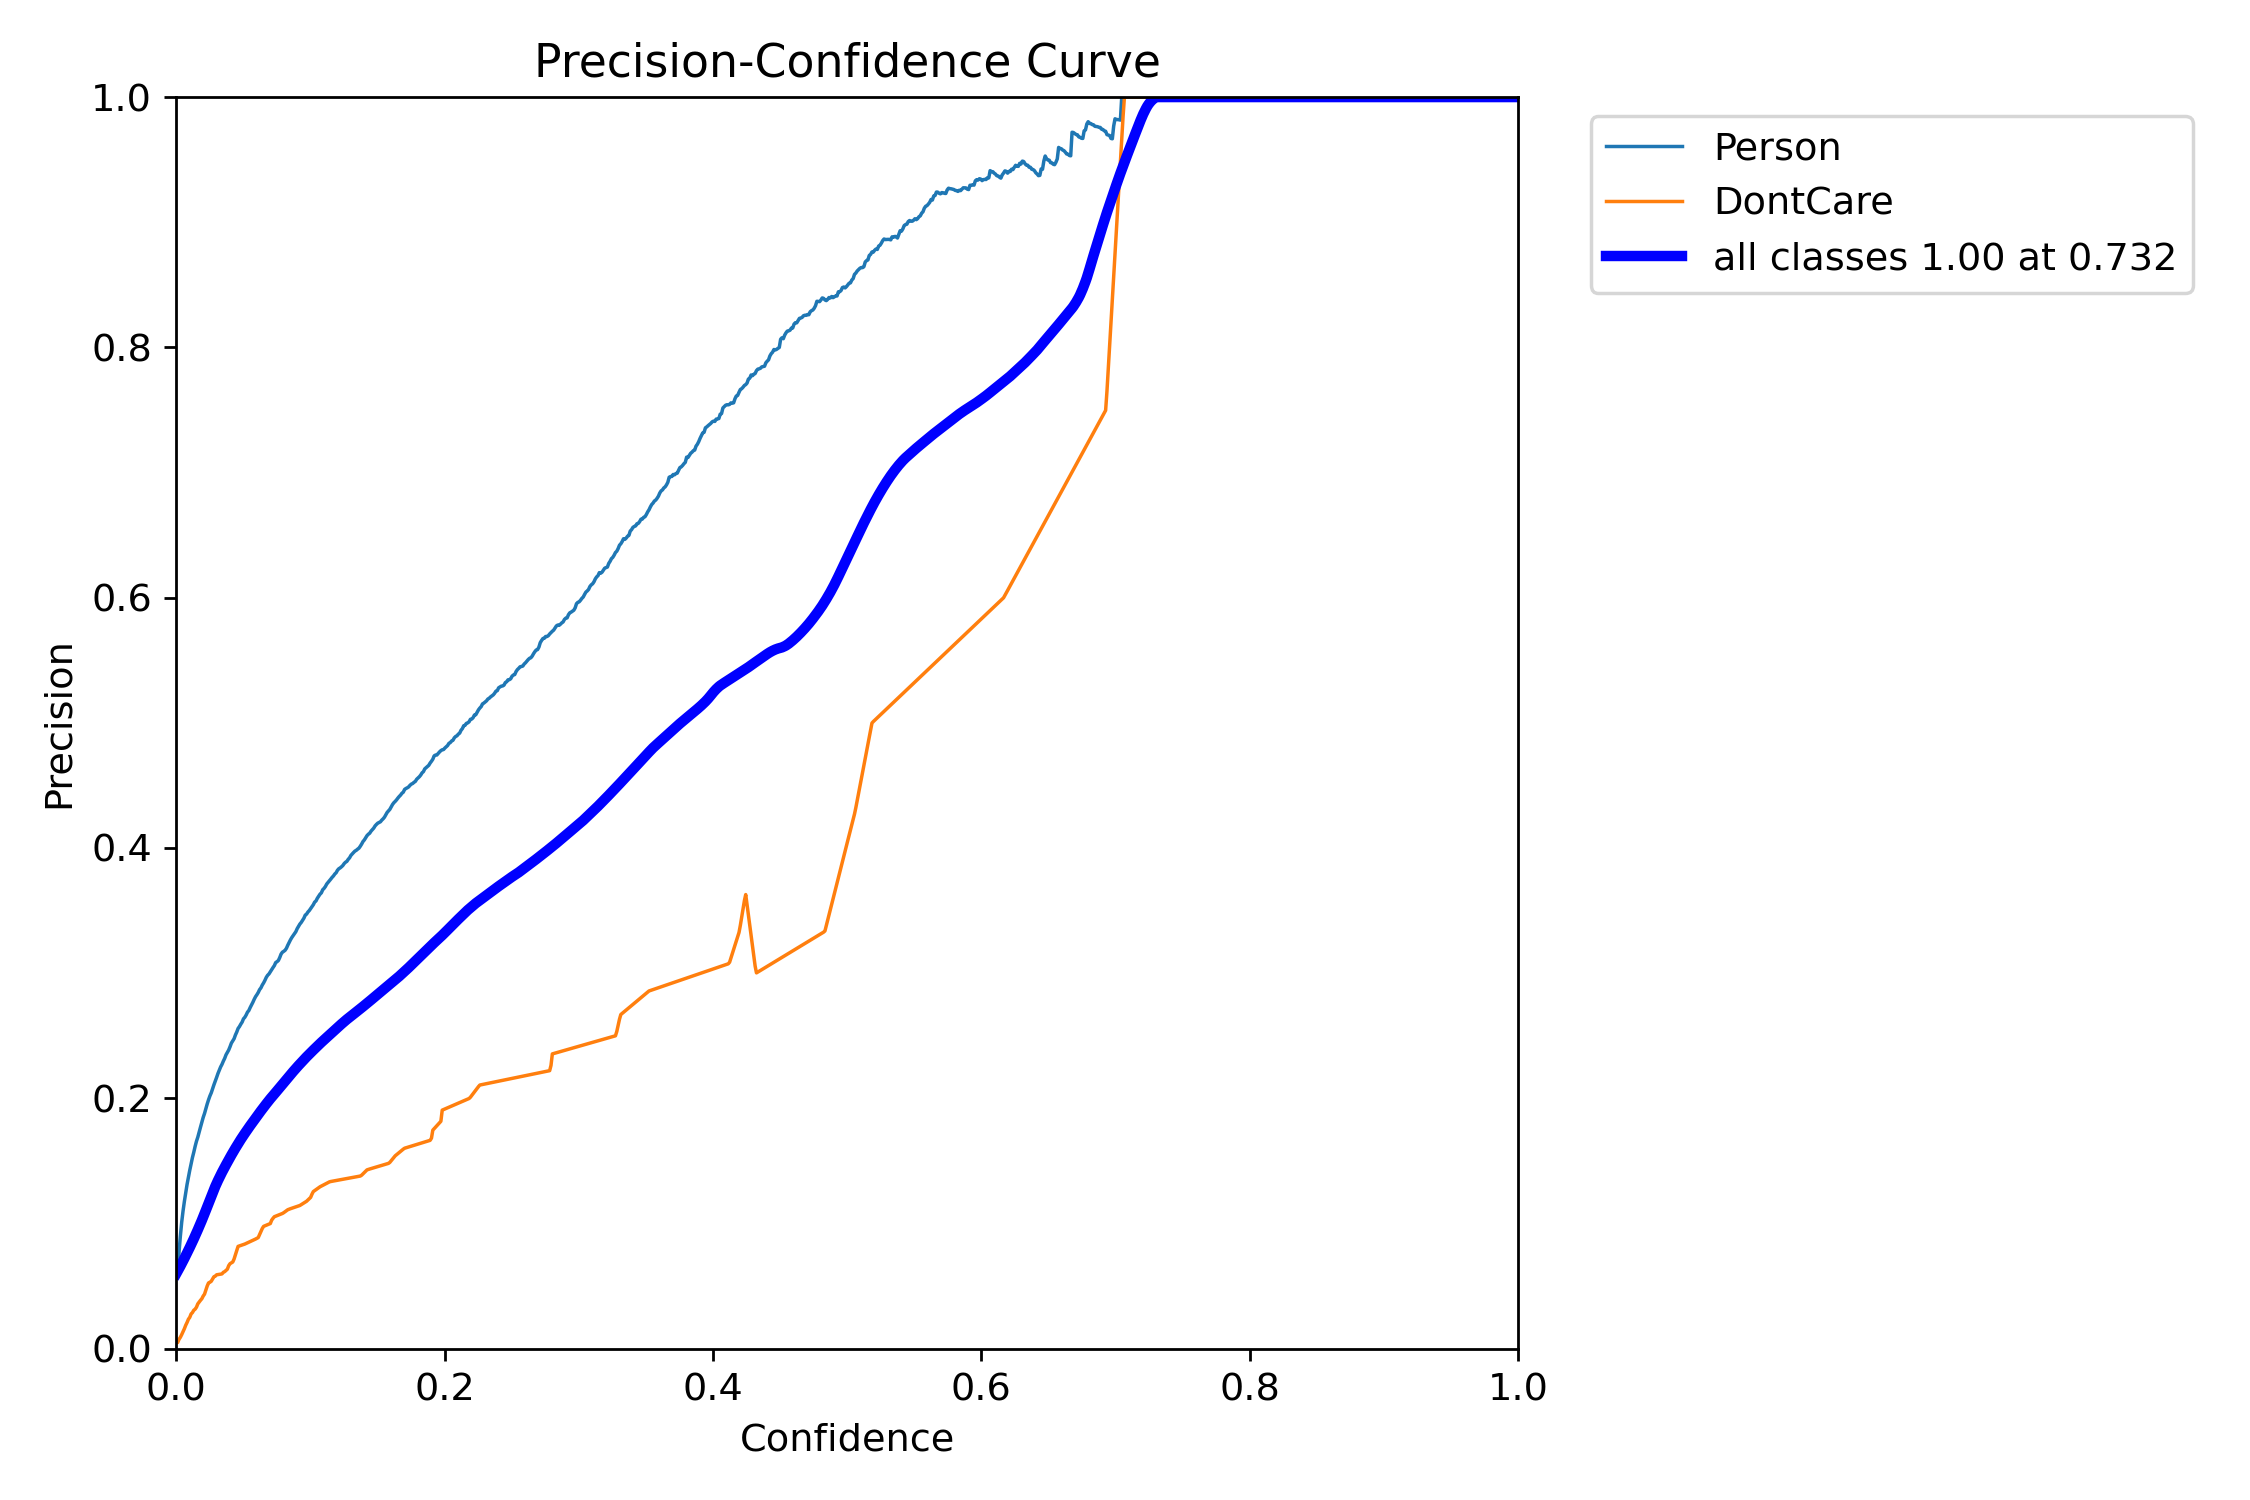 Precision-Confidence Curve
1.0
0.8
0.6
0.4
0.2
0.0
Precision
0.0 0.2 0.4 0.6 0.8 1.0
Confidence
Person
DontCare
all classes 1.00 at 0.732